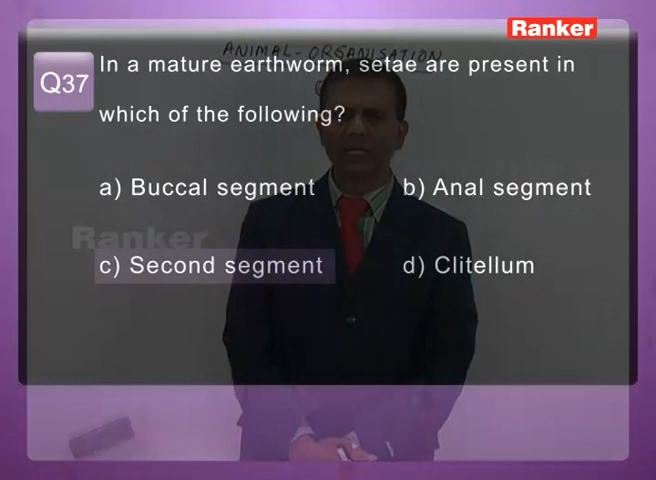 Ranker
ANIMAL-ORGANISATION
Q37
In a mature earthworm, setae are present in
which of the following?
a) Buccal segment
b) Anal segment
Ranker
c) Second segment
d) Clitellum